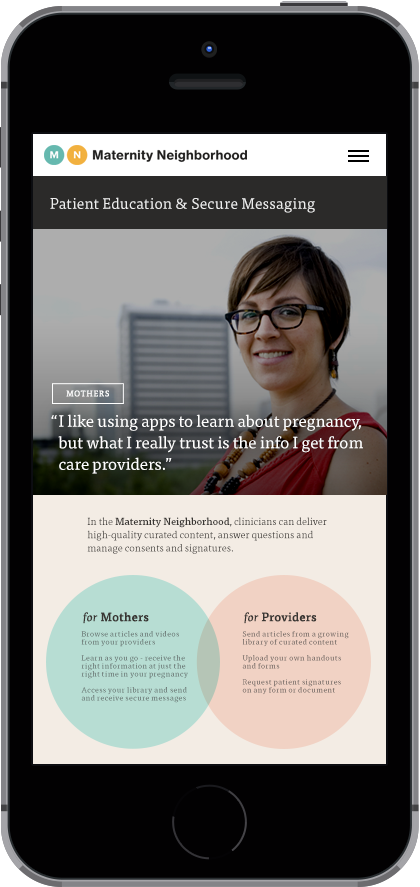 M N Maternity Neighborhood
Patient Education & Secure Messaging
MOTHERS
“I like using apps to learn about pregnancy,
but what I really trust is the info I get from
care providers.”
In the Maternity Neighborhood, clinicians can deliver
high-quality curated content, answer questions and
manage consents and signatures.
for Mothers
Browse articles and videos
from your providers
Learn as you go - receive the
right information at just the
right time in your pregnancy
Access your library and send
and receive secure messages
for Providers
Send articles from a growing
library of curated content
Upload your own handouts
and forms
Request patient signatures
on any form or document